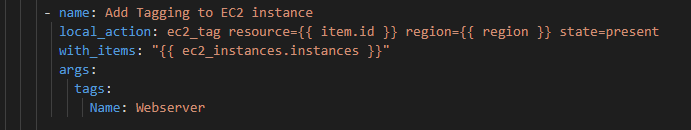 - name: Add Tagging to EC2 instance
local_action: ec2_tag resource={{ item.id }} region={{ region }} state=present
with_items: "{{ ec2_instances.instances }}"
args:
tags:
Name: Webserver